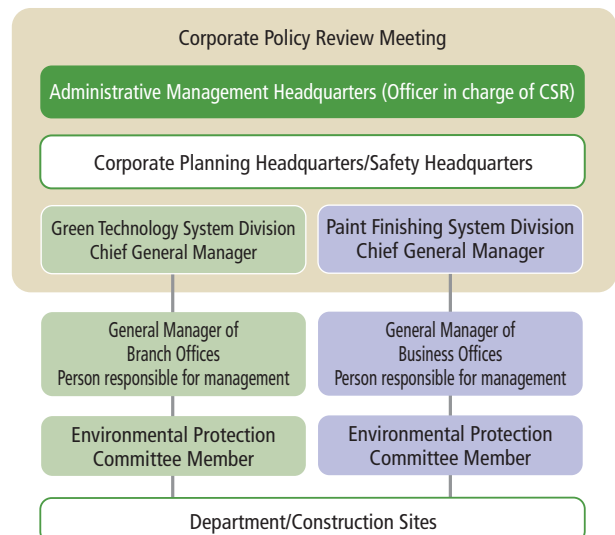 Corporate Policy Review Meeting
Administrative Management Headquarters (Officer in charge of CSR)
Corporate Planning Headquarters/Safety Headquarters
Green Technology System Division
Chief General Manager
Paint Finishing System Division
Chief General Manager
General Manager of
Branch Offices
Person responsible for management
General Manager of
Business Offices
Person responsible for management
Environmental Protection
Committee Member
Environmental Protection
Committee Member
Department/Construction Sites